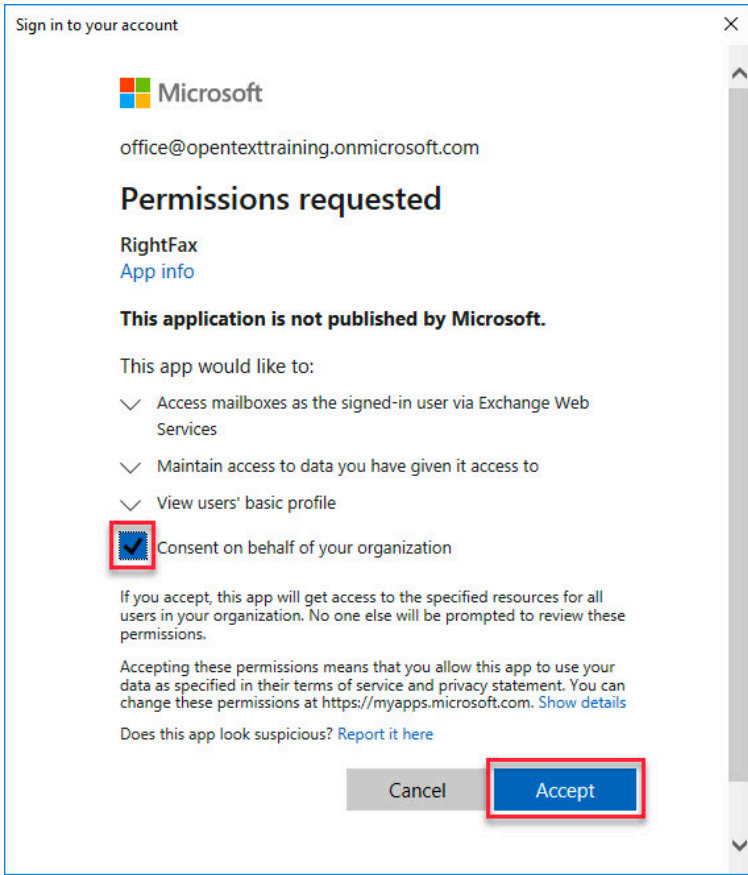 Sign in to your account
Microsoft
office@opentexttraining.onmicrosoft.com
Permissions requested
RightFax
App info
This application is not published by Microsoft.
This app would like to:
Access mailboxes as the signed-in user via Exchange Web
Services
Maintain access to data you have given it access to
View users' basic profile
Consent on behalf of your organization
If you accept, this app will get access to the specified resources for all
users in your organization. No one else will be prompted to review these
permissions.
Accepting these permissions means that you allow this app to use your
data as specified in their terms of service and privacy statement. You can
change these permissions at https://myapps.microsoft.com. Show details
Does this app look suspicious? Report it here
Cancel Accept